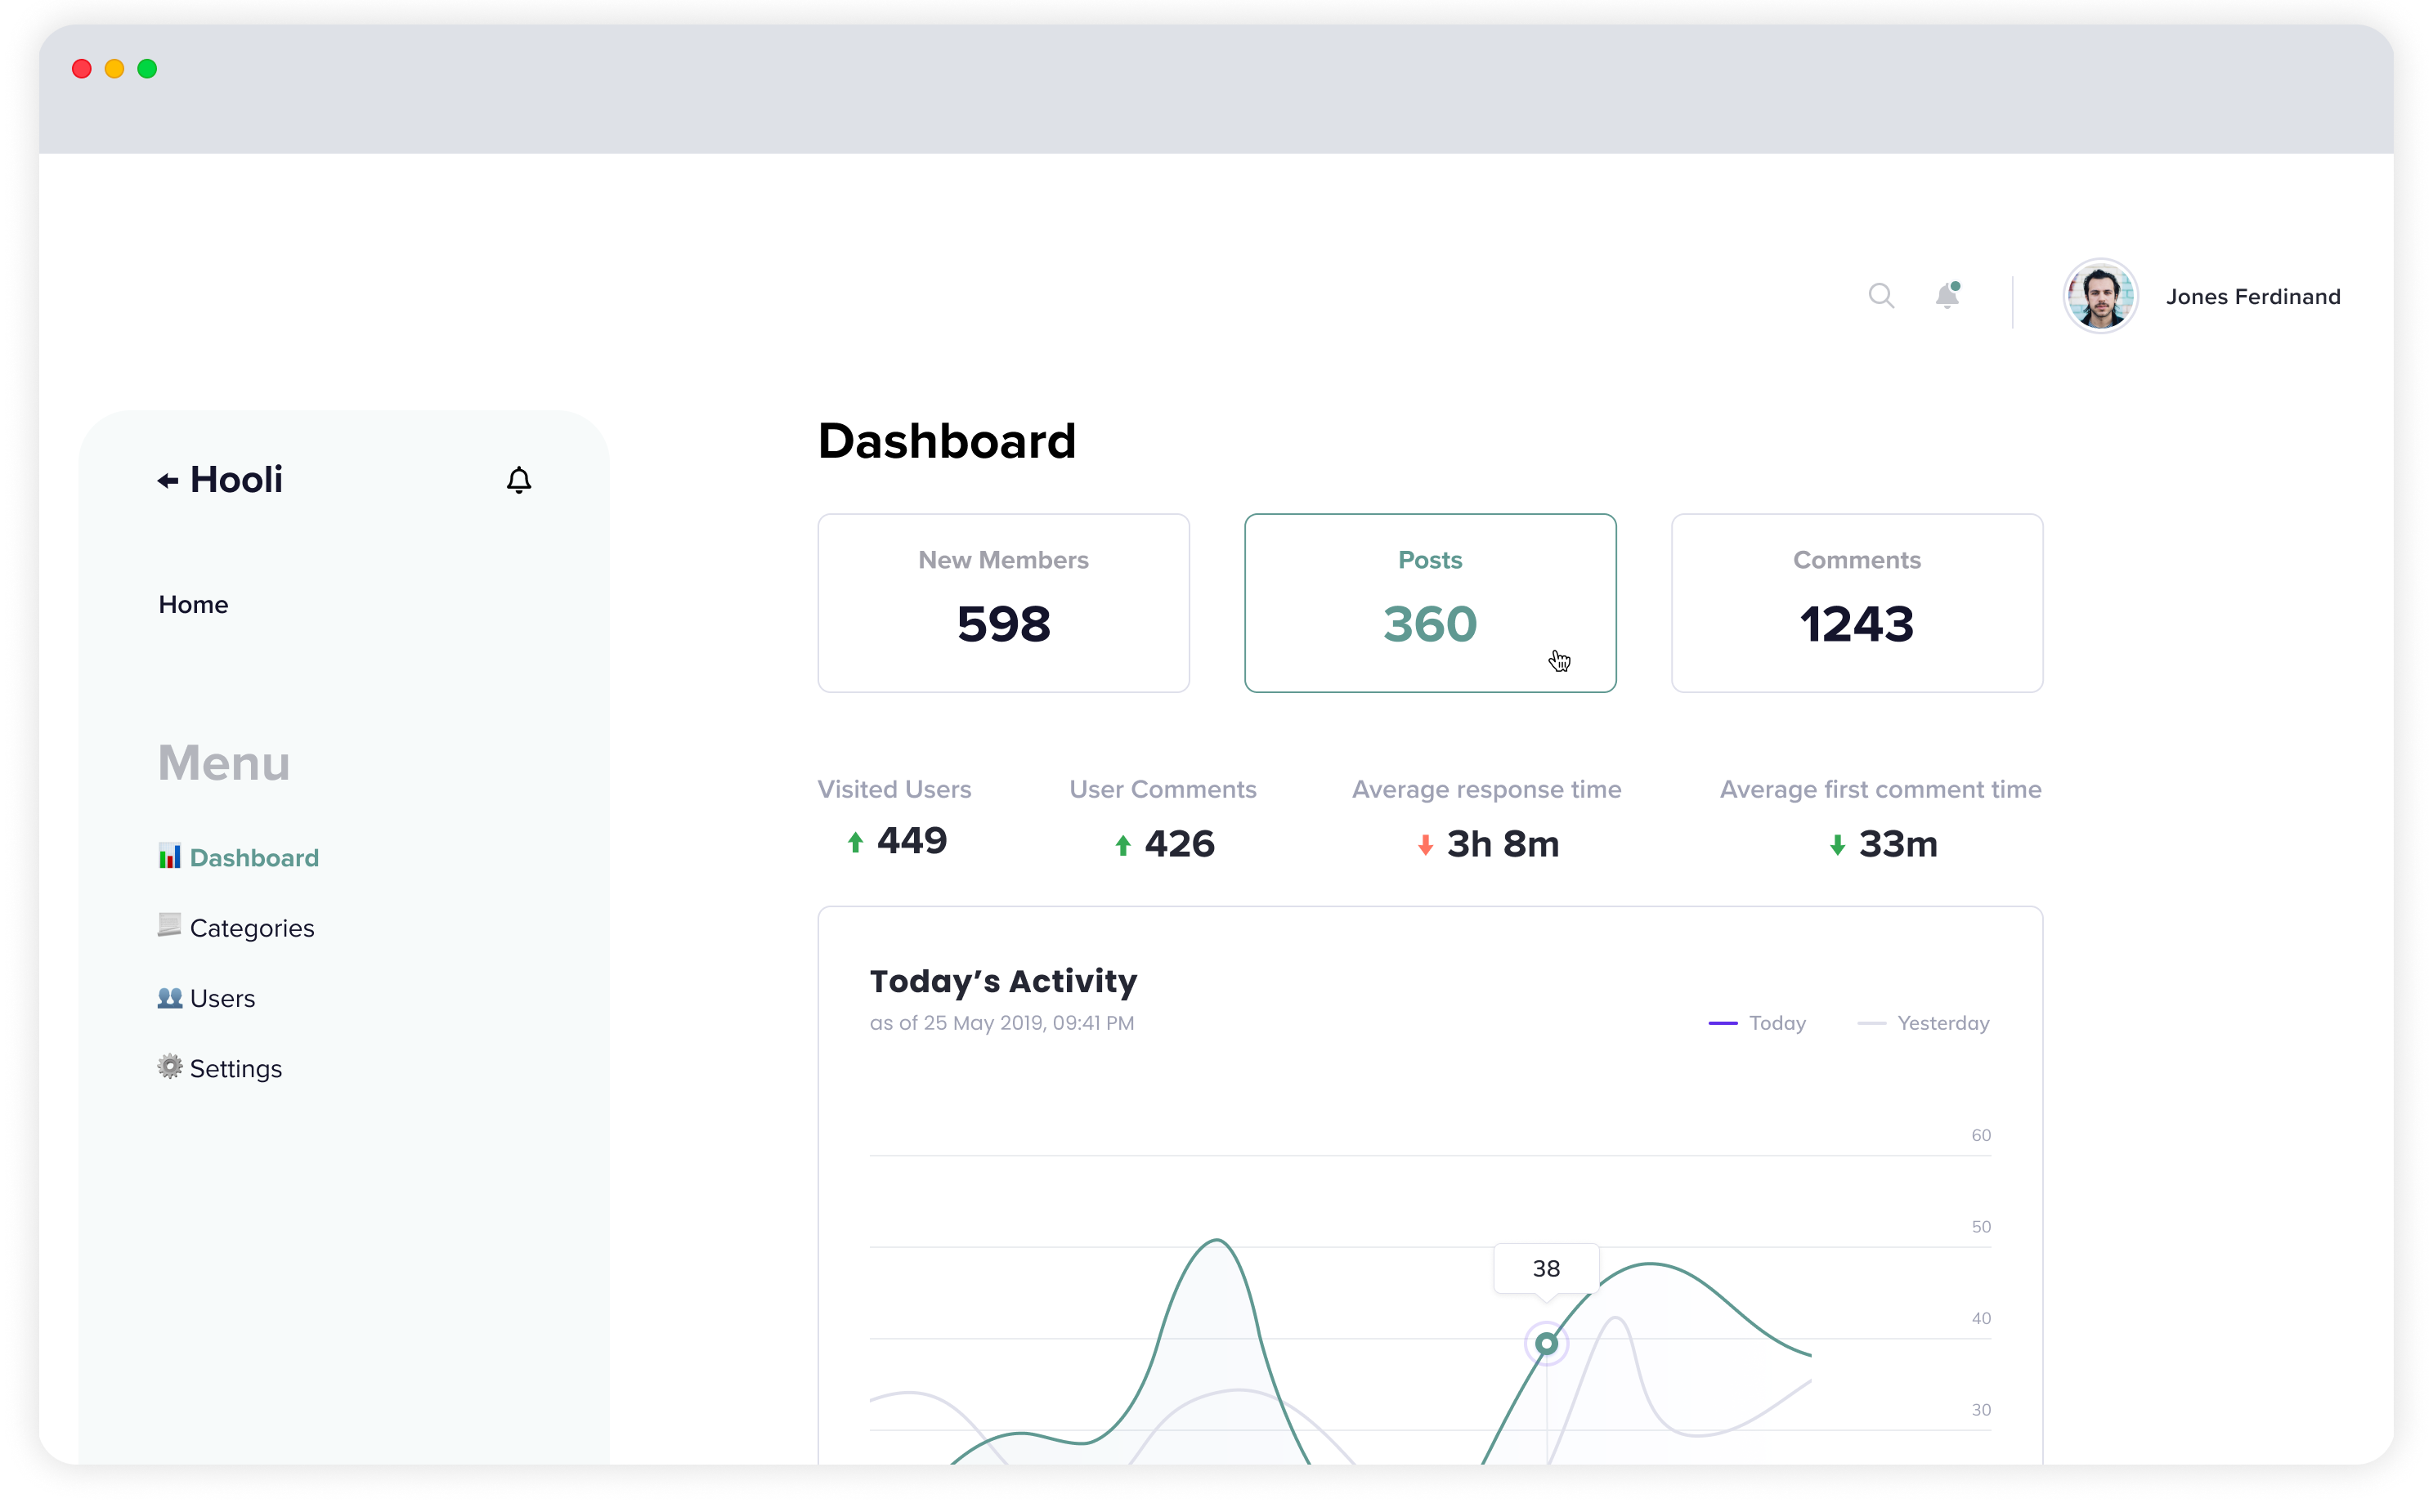 Jones Ferdinand
Hooli
Home
Menu
Dashboard
Categories
Users
Settings
Dashboard
New Members
598
Posts
360
Comments
1243
Visited Users
449
User Comments
426
Average response time
3h 8m
Average first comment time
33m
Today’s Activity
as of 25 May 2019, 09:41 PM
Today
Yesterday
60
50
38
40
30